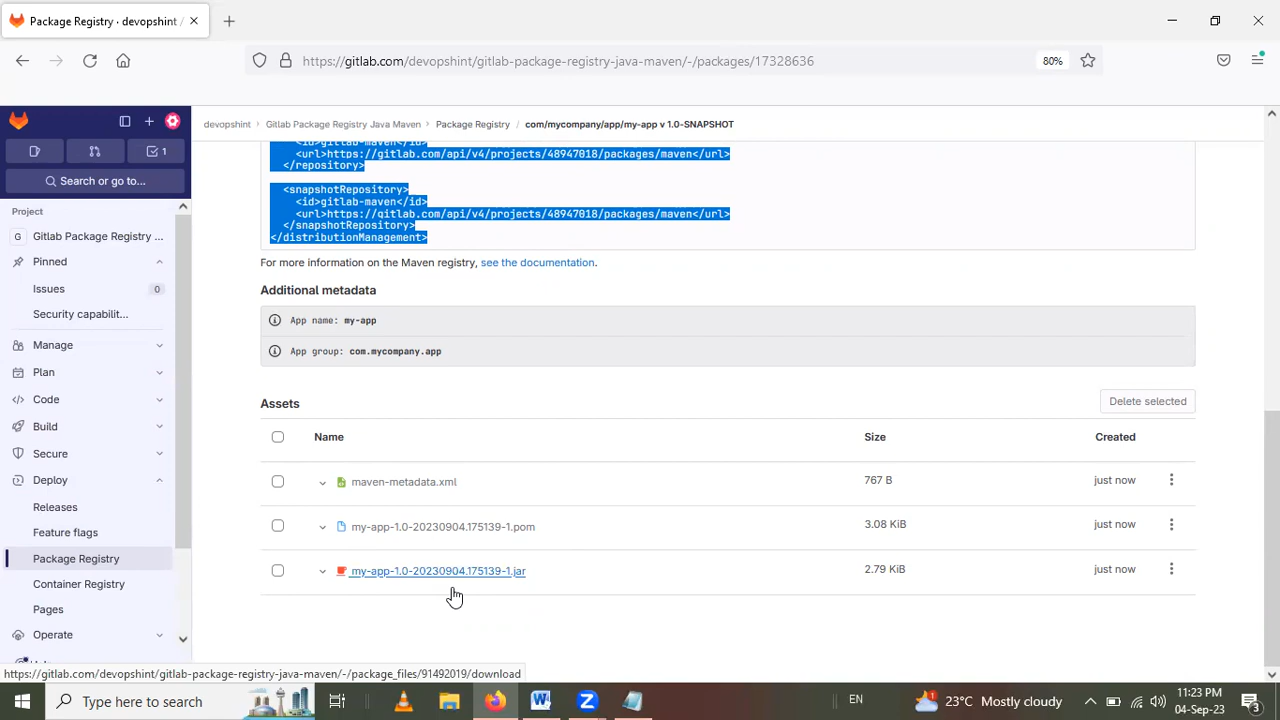 Package Registry · devopshint /
https://gitlab.com/devopshint/gitlab-package-registry-java-maven/-/packages/17328636
80%
devopshint
Gitlab Package Registry Java Maven
Package Registry
com/mycompany/app/my-app v 1.0-SNAPSHOT
1
Search or go to...
Project
G Gitlab Package Registry ...
Pinned
Issues 0
Security capabilit...
Manage
Plan
Code
Build
Secure
Deploy
Releases
Feature flags
Package Registry
Container Registry
Pages
Operate
<id>gitlab-maven</id>
<url>https://gitlab.com/api/v4/projects/48947018/packages/maven</url>
</repository>
<snapshotRepository>
<id>gitlab-maven</id>
<url>https://gitlab.com/api/v4/projects/48947018/packages/maven</url>
</snapshotRepository>
</distributionManagement>
For more information on the Maven registry, see the documentation.
Additional metadata
App name: my-app
App group: com.mycompany.app
Assets
Delete selected
Name Size Created
maven-metadata.xml 767 B just now
my-app-1.0-20230904.175139-1.pom 3.08 KiB just now
my-app-1.0-20230904.175139-1.jar 2.79 KiB just now
https://gitlab.com/devopshint/gitlab-package-registry-java-maven/-/package_files/91492019/download
Type here to search
EN
23°C Mostly cloudy
11:23 PM
04-Sep-23
3